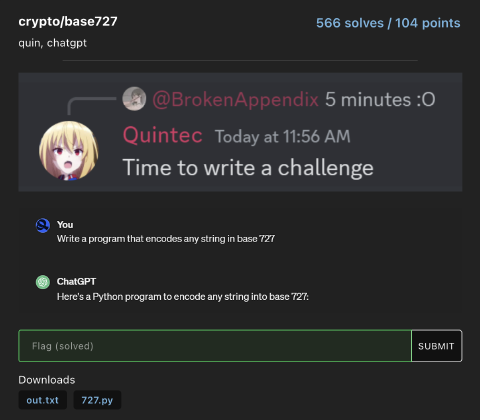 crypto/base727
566 solves / 104 points
quin, chatgpt
@BrokenAppendix 5 minutes :O
Quintec Today at 11:56 AM
Time to write a challenge
You
Write a program that encodes any string in base 727
ChatGPT
Here's a Python program to encode any string into base 727:
Flag (solved)
SUBMIT
Downloads
out.txt
727.py